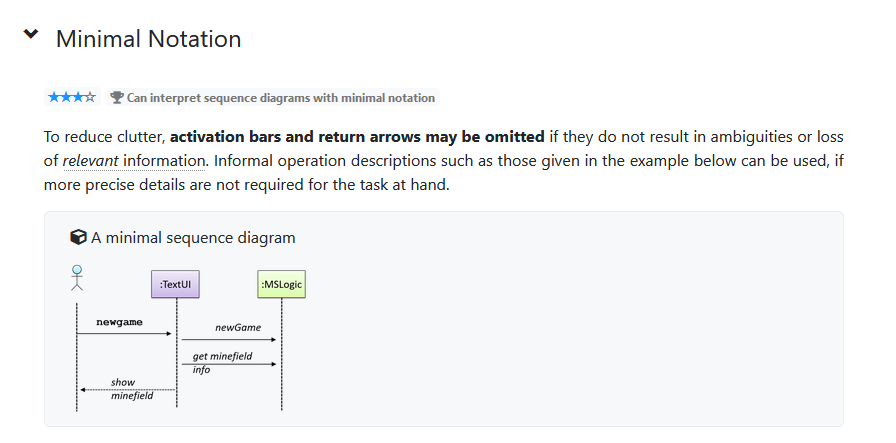 Minimal Notation
Can interpret sequence diagrams with minimal notation
To reduce clutter, activation bars and return arrows may be omitted if they do not result in ambiguities or loss
of relevant information. Informal operation descriptions such as those given in the example below can be used, if
more precise details are not required for the task at hand.
A minimal sequence diagram
:TextUI
:MSLogic
newgame
newGame
get minefield
info
show
minefield